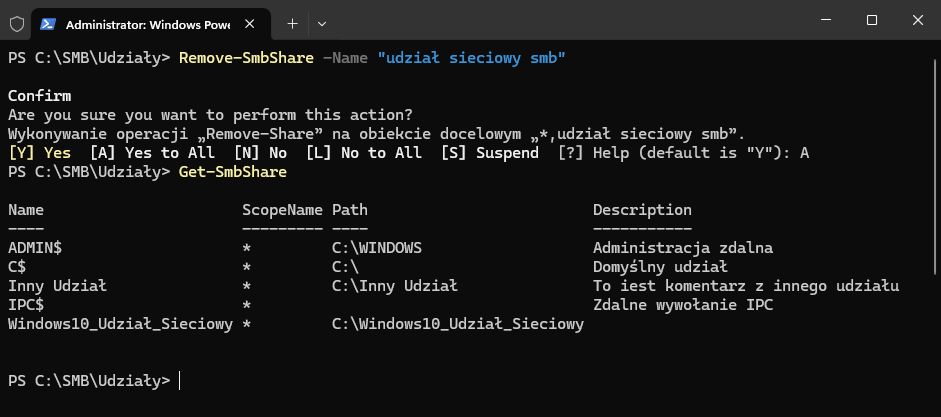 Administrator: Windows Powe
PS C:\SMB\Udziały> Remove-SmbShare -Name "udział sieciowy smb"
Confirm
Are you sure you want to perform this action?
Wykonywanie operacji „Remove-Share” na obiekcie docelowym „*,udział sieciowy smb”.
[Y] Yes  [A] Yes to All  [N] No  [L] No to All  [S] Suspend  [?] Help (default is "Y"): A
PS C:\SMB\Udziały> Get-SmbShare
Name                      ScopeName Path                         Description
----                      --------- ----                         -----------
ADMIN$                    *         C:\WINDOWS                   Administracja zdalna
C$                        *         C:\                          Domyślny udział
Inny Udział               *         C:\Inny Udział               To iest komentarz z innego udziału
IPC$                      *                                      Zdalne wywołanie IPC
Windows10_Udział_Sieciowy *         C:\Windows10_Udział_Sieciowy
PS C:\SMB\Udziały>